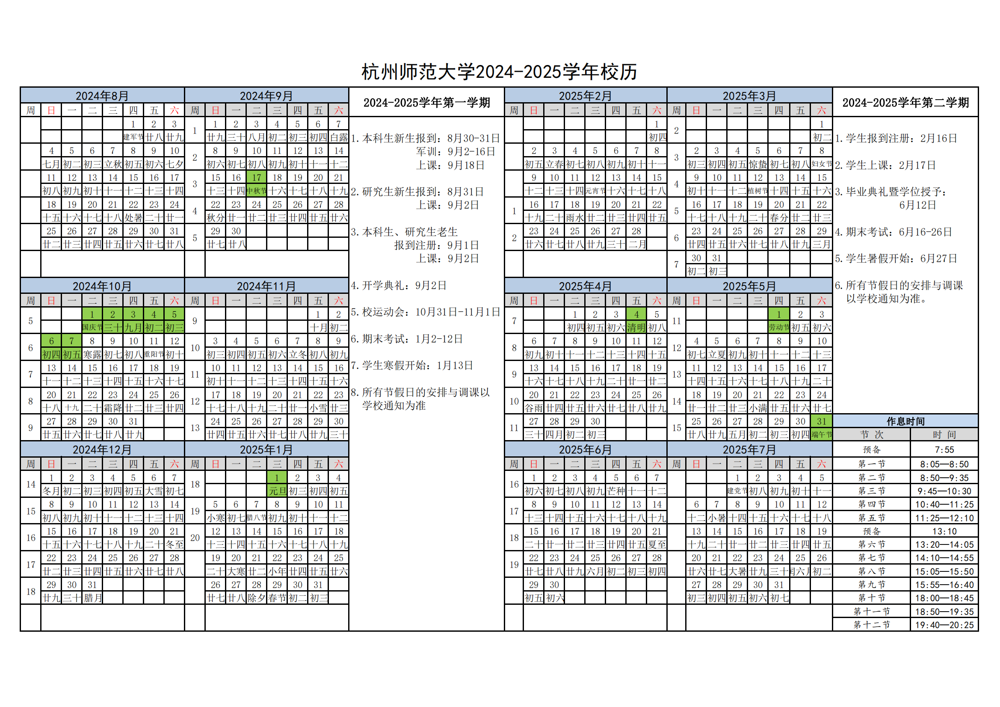 杭州师范大学2024-2025学年校历
2024年8月
周 日 一 二 三 四 五 六
1 2 3
建军节 廿八 廿九
4 5 6 7 8 9 10
七月 初二 初三 立秋 初五 初六 七夕
11 12 13 14 15 16 17
初八 初九 初十 十一 十二 十三 十四
18 19 20 21 22 23 24
十五 十六 十七 十八 处暑 二十 廿一
25 26 27 28 29 30 31
廿二 廿三 廿四 廿五 廿六 廿七 廿八
2024年9月
周 日 一 二 三 四 五 六
1 1 2 3 4 5 6 7
廿九 三十 八月 初二 初三 初四 白露
2 8 9 10 11 12 13 14
初六 初七 初八 初九 初十 十一 十二
3 15 16 17 18 19 20 21
十三 十四 中秋节 十六 十七 十八 十九
4 22 23 24 25 26 27 28
秋分 廿一 廿二 廿三 廿四 廿五 廿六
5 29 30
廿七 廿八
2024年10月
周 日 一 二 三 四 五 六
5 1 2 3 4 5
国庆节 三十 九月 初二 初三
6 6 7 8 9 10 11 12
初四 初五 寒露 初七 初八 重阳节 初十
7 13 14 15 16 17 18 19
十一 十二 十三 十四 十五 十六 十七
8 20 21 22 23 24 25 26
十八 十九 二十 霜降 廿二 廿三 廿四
9 27 28 29 30 31
廿五 廿六 廿七 廿八 廿九
2024年11月
周 日 一 二 三 四 五 六
9 1 2
十月 初二
10 3 4 5 6 7 8 9
初三 初四 初五 初六 立冬 初八 初九
11 10 11 12 13 14 15 16
初十 十一 十二 十三 十四 十五 十六
12 17 18 19 20 21 22 23
十七 十八 十九 二十 廿一 小雪 廿三
13 24 25 26 27 28 29 30
廿四 廿五 廿六 廿七 廿八 廿九 三十
2024年12月
周 日 一 二 三 四 五 六
14 1 2 3 4 5 6 7
冬月 初二 初三 初四 初五 大雪 初七
15 8 9 10 11 12 13 14
初八 初九 初十 十一 十二 十三 十四
16 15 16 17 18 19 20 21
十五 十六 十七 十八 十九 二十 冬至
17 22 23 24 25 26 27 28
廿二 廿三 廿四 廿五 廿六 廿七 廿八
18 29 30 31
廿九 三十 腊月
2025年1月
周 日 一 二 三 四 五 六
18 1 2 3 4
元旦 初三 初四 初五
19 5 6 7 8 9 10 11
小寒 初七 腊八节 初九 初十 十一 十二
20 12 13 14 15 16 17 18
十三 十四 十五 十六 十七 十八 十九
19 20 21 22 23 24 25
二十 大寒 廿二 小年 廿四 廿五 廿六
26 27 28 29 30 31
廿七 廿八 除夕 春节 初二 初三
2024-2025学年第一学期
1.本科生新生报到：8月30-31日
军训：9月2-16日
上课：9月18日
2.研究生新生报到：8月31日
上课：9月2日
3.本科生、研究生老生
报到注册：9月1日
上课：9月2日
4.开学典礼：9月2日
5.校运动会：10月31日-11月1日
6.期末考试：1月2-12日
7.学生寒假开始：1月13日
8.所有节假日的安排与调课以
学校通知为准
2025年2月
周 日 一 二 三 四 五 六
1
初四
2 3 4 5 6 7 8
初五 立春 初七 初八 初九 初十 十一
9 10 11 12 13 14 15
十二 十三 十四 元宵节 十六 十七 十八
1 16 17 18 19 20 21 22
十九 二十 雨水 廿二 廿三 廿四 廿五
2 23 24 25 26 27 28
廿六 廿七 廿八 廿九 三十 二月
2025年3月
周 日 一 二 三 四 五 六
2 1
初二
3 2 3 4 5 6 7 8
初三 初四 初五 惊蛰 初七 初八 妇女节
4 9 10 11 12 13 14 15
初十 十一 十二 植树节 十四 十五 十六
5 16 17 18 19 20 21 22
十七 十八 十九 二十 春分 廿二 廿三
6 23 24 25 26 27 28 29
廿四 廿五 廿六 廿七 廿八 廿九 三月
7 30 31
初二 初三
2025年4月
周 日 一 二 三 四 五 六
7 1 2 3 4 5
初四 初五 初六 清明 初八
8 6 7 8 9 10 11 12
初九 初十 十一 十二 十三 十四 十五
9 13 14 15 16 17 18 19
十六 十七 十八 十九 二十 廿一 廿二
10 20 21 22 23 24 25 26
谷雨 廿四 廿五 廿六 廿七 廿八 廿九
11 27 28 29 30
三十 四月 初二 初三
2025年5月
周 日 一 二 三 四 五 六
11 1 2 3
劳动节 初五 初六
12 4 5 6 7 8 9 10
初七 立夏 初九 初十 十一 十二 十三
13 11 12 13 14 15 16 17
十四 十五 十六 十七 十八 十九 二十
14 18 19 20 21 22 23 24
廿一 廿二 廿三 小满 廿五 廿六 廿七
15 25 26 27 28 29 30 31
廿八 廿九 五月 初二 初三 初四 端午节
2025年6月
周 日 一 二 三 四 五 六
16 1 2 3 4 5 6 7
初六 初七 初八 初九 芒种 十一 十二
17 8 9 10 11 12 13 14
十三 十四 十五 十六 十七 十八 十九
18 15 16 17 18 19 20 21
二十 廿一 廿二 廿三 廿四 廿五 夏至
19 22 23 24 25 26 27 28
廿七 廿八 廿九 六月 初二 初三 初四
29 30
初五 初六
2025年7月
周 日 一 二 三 四 五 六
1 2 3 4 5
建党节 初八 初九 初十 十一
6 7 8 9 10 11 12
十二 小暑 十四 十五 十六 十七 十八
13 14 15 16 17 18 19
十九 二十 廿一 廿二 廿三 廿四 廿五
20 21 22 23 24 25 26
廿六 廿七 大暑 廿九 三十 闰六月 初二
27 28 29 30 31
初三 初四 初五 初六 初七
2024-2025学年第二学期
1.学生报到注册：2月16日
2.学生上课：2月17日
3.毕业典礼暨学位授予：
6月12日
4.期末考试：6月16-26日
5.学生暑假开始：6月27日
6.所有节假日的安排与调课
以学校通知为准。
作息时间
节 次 时 间
预备 7:55
第一节 8:05—8:50
第二节 8:50—9:35
第三节 9:45—10:30
第四节 10:40—11:25
第五节 11:25—12:10
预备 13:10
第六节 13:20—14:05
第七节 14:10—14:55
第八节 15:05—15:50
第九节 15:55—16:40
第十节 18:00—18:45
第十一节 18:50—19:35
第十二节 19:40—20:25